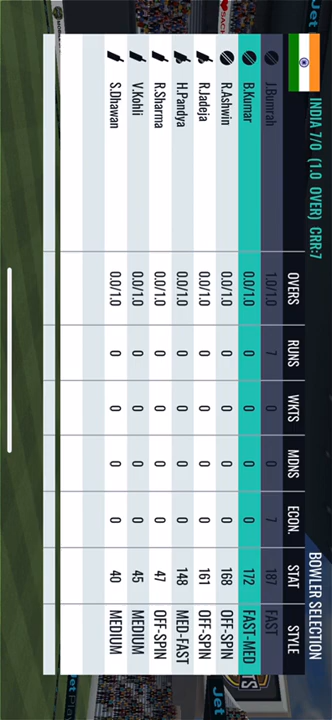 INDIA 7/0 (1.0 OVER) CRR:7
BOWLER SELECTION
OVERS RUNS WKTS MDNS ECON. STAT STYLE
J.Bumrah 1.0/1.0 7 0 0 7 187 FAST
B.Kumar 0.0/1.0 0 0 0 0 172 FAST-MED
R.Ashwin 0.0/1.0 0 0 0 0 168 OFF-SPIN
R.Jadeja 0.0/1.0 0 0 0 0 161 OFF-SPIN
H.Pandya 0.0/1.0 0 0 0 0 148 MED-FAST
R.Sharma 0.0/1.0 0 0 0 0 47 OFF-SPIN
V.Kohli 0.0/1.0 0 0 0 0 45 MEDIUM
S.Dhawan 0.0/1.0 0 0 0 0 40 MEDIUM
Jet
Jet